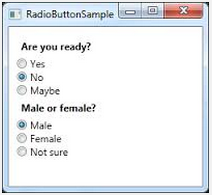 RadioButtonSample
Are you ready?
Yes
No
Maybe
Male or female?
Male
Female
Not sure